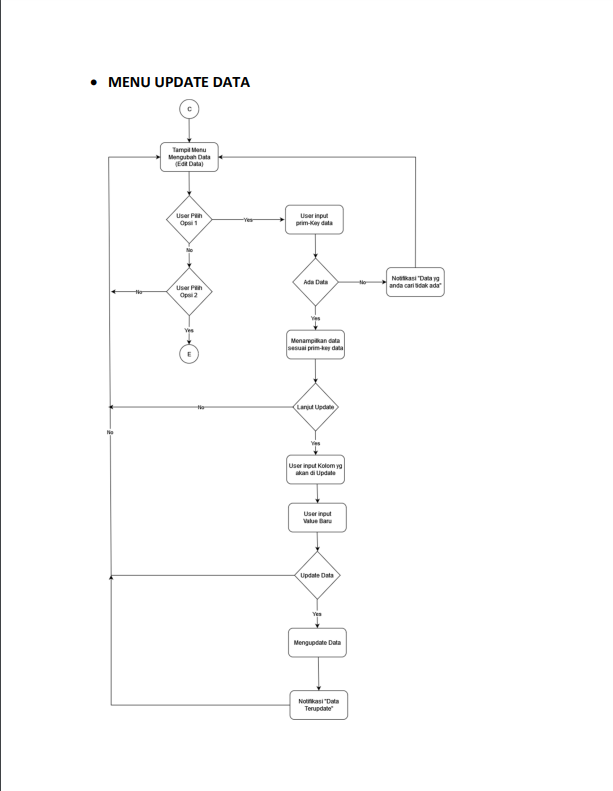 • MENU UPDATE DATA
C
Tampil Menu
Mengubah Data
(Edit Data)
User Pilih
Opsi 1
Yes
User input
prim-Key data
No
User Pilih
Opsi 2
No
Ada Data
No
Notifikasi "Data yg
anda cari tidak ada"
Yes
Yes
E
Menampilkan data
sesuai prim-key data
Lanjut Update
No
No
Yes
User input Kolom yg
akan di Update
User input
Value Baru
Update Data
Yes
Mengupdate Data
Notifikasi "Data
Terupdate"